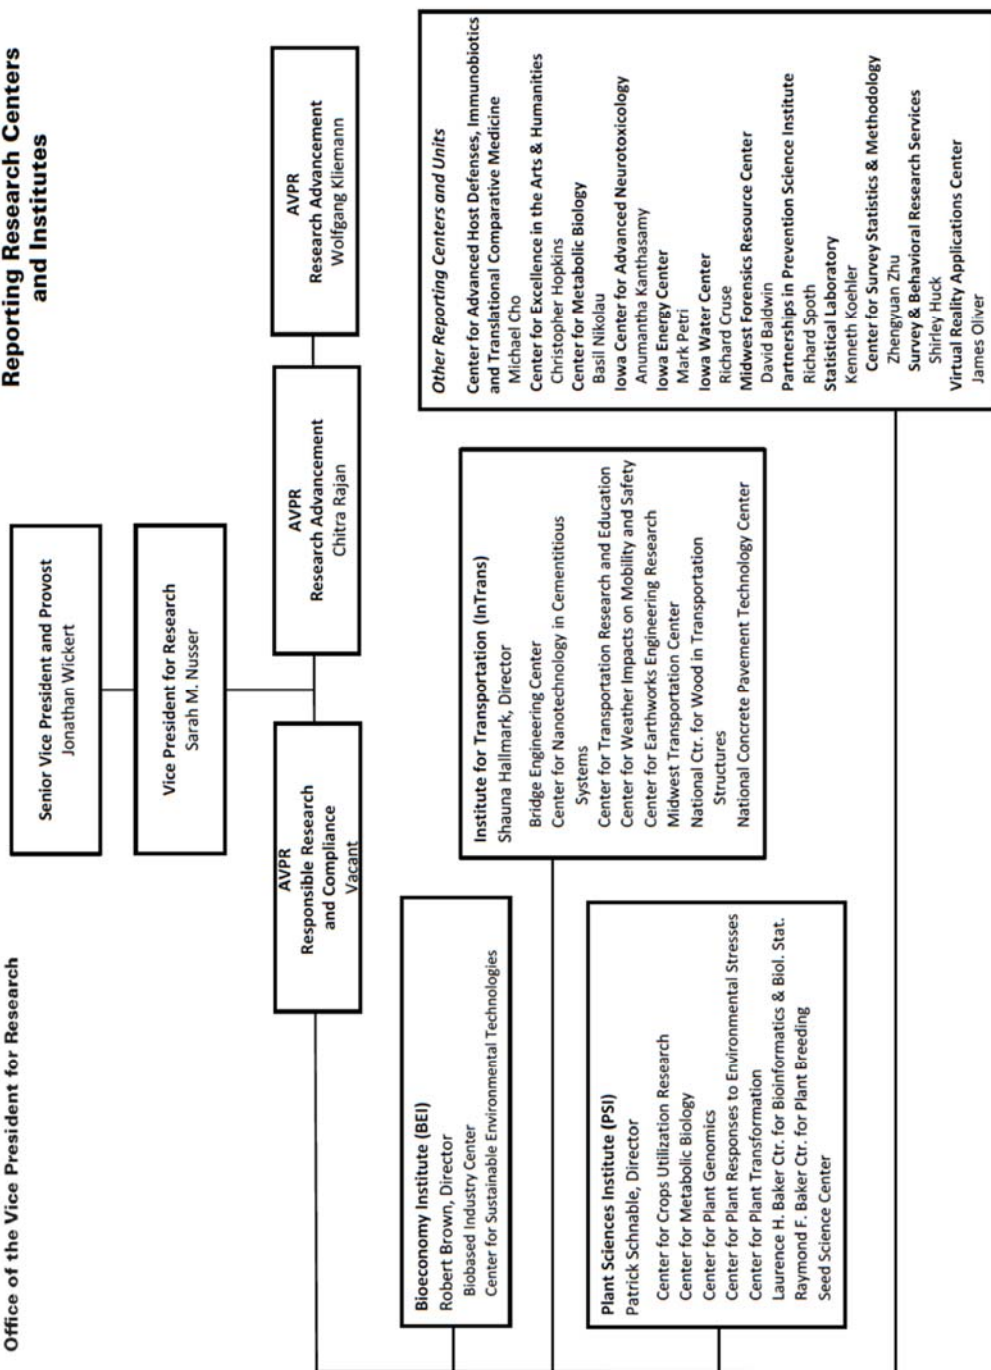 Office of the Vice President for Research
Reporting Research Centers
and Institutes
Senior Vice President and Provost
Jonathan Wickert
Vice President for Research
Sarah M. Nusser
AVPR
Responsible Research
and Compliance
Vacant
AVPR
Research Advancement
Chitra Rajan
AVPR
Research Advancement
Wolfgang Kliemann
Bioeconomy Institute (BEI)
Robert Brown, Director
Biobased Industry Center
Center for Sustainable Environmental Technologies
Institute for Transportation (InTrans)
Shauna Hallmark, Director
Bridge Engineering Center
Center for Nanotechnology in Cementitious
Systems
Center for Transportation Research and Education
Center for Weather Impacts on Mobility and Safety
Center for Earthworks Engineering Research
Midwest Transportation Center
National Ctr. for Wood in Transportation
Structures
National Concrete Pavement Technology Center
Plant Sciences Institute (PSI)
Patrick Schnable, Director
Center for Crops Utilization Research
Center for Metabolic Biology
Center for Plant Genomics
Center for Plant Responses to Environmental Stresses
Center for Plant Transformation
Laurence H. Baker Ctr. for Bioinformatics & Biol. Stat.
Raymond F. Baker Ctr. for Plant Breeding
Seed Science Center
Other Reporting Centers and Units
Center for Advanced Host Defenses, Immunobiotics
and Translational Comparative Medicine
Michael Cho
Center for Excellence in the Arts & Humanities
Christopher Hopkins
Center for Metabolic Biology
Basil Nikolau
Iowa Center for Advanced Neurotoxicology
Anumantha Kanthasamy
Iowa Energy Center
Mark Petri
Iowa Water Center
Richard Cruse
Midwest Forensics Resource Center
David Baldwin
Partnerships in Prevention Science Institute
Richard Spoth
Statistical Laboratory
Kenneth Koehler
Center for Survey Statistics & Methodology
Zhengyuan Zhu
Survey & Behavioral Research Services
Shirley Huck
Virtual Reality Applications Center
James Oliver